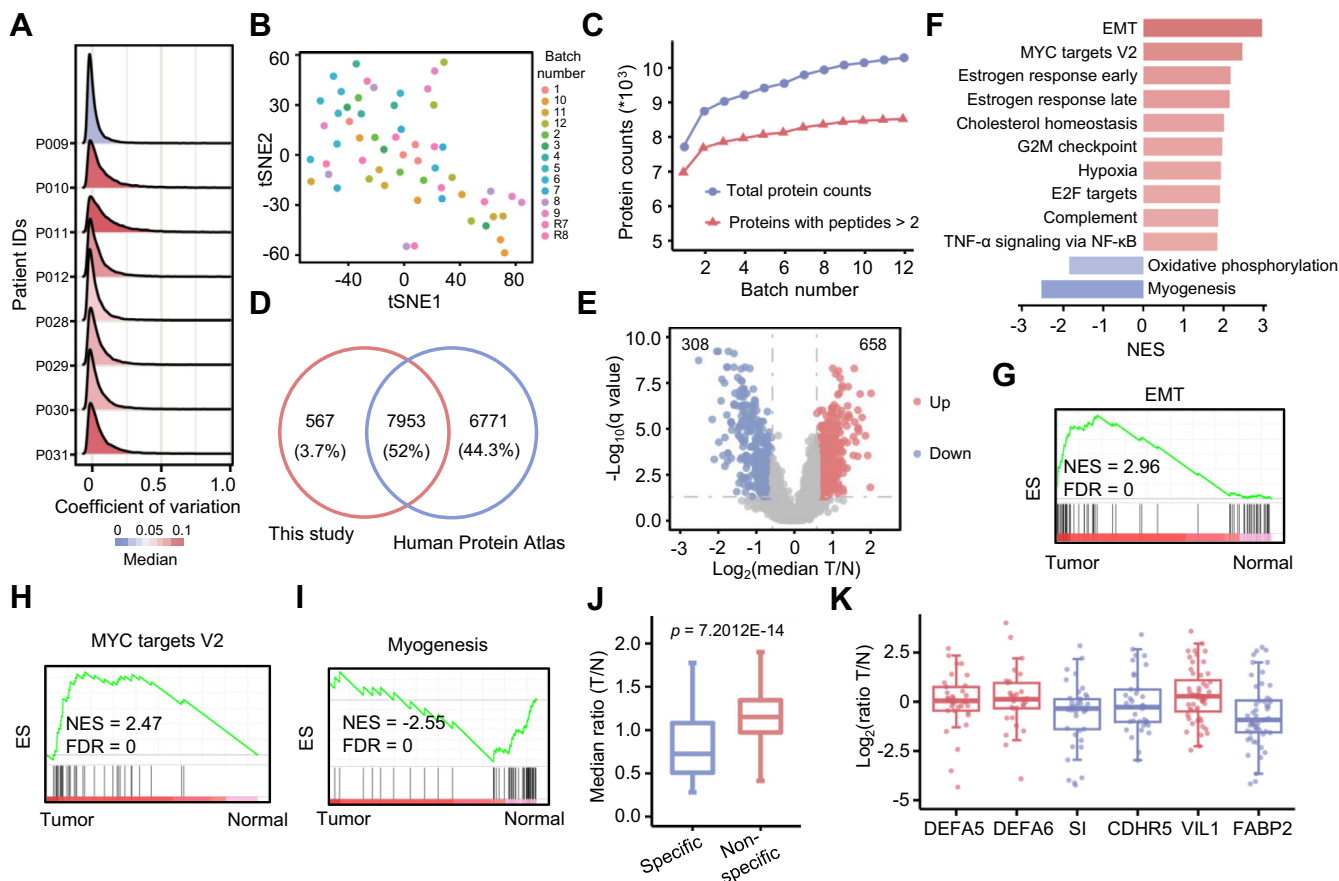 A
P009
P010
P011
P012
P028
P029
P030
P031
Patient IDs
0 0.5 1.0
Coefficient of variation
0 0.05 0.1
Median
B
60
30
0
-30
-60
tSNE2
-40 0 40 80
tSNE1
Batch
number
1
10
11
12
2
3
4
5
6
7
8
9
R7
R8
C
Protein counts (*10³)
10
9
8
7
6
5
Total protein counts
Proteins with peptides > 2
2 4 6 8 10 12
Batch number
D
567
(3.7%)
7953
(52%)
6771
(44.3%)
This study
Human Protein Atlas
E
308
658
-Log₁₀(q value)
10.0
7.5
5.0
2.5
0.0
-3 -2 -1 0 1 2
Log₂(median T/N)
Up
Down
F
EMT
MYC targets V2
Estrogen response early
Estrogen response late
Cholesterol homeostasis
G2M checkpoint
Hypoxia
E2F targets
Complement
TNF-α signaling via NF-κB
Oxidative phosphorylation
Myogenesis
-3 -2 -1 0 1 2 3
NES
G
EMT
ES
NES = 2.96
FDR = 0
Tumor Normal
H
MYC targets V2
ES
NES = 2.47
FDR = 0
Tumor Normal
I
Myogenesis
ES
NES = -2.55
FDR = 0
Tumor Normal
J
p = 7.2012E-14
Median ratio (T/N)
2.0
1.5
1.0
0.5
0.0
Specific
Non-
specific
K
Log₂(ratio T/N)
2.5
0
-2.5
-5
DEFA5 DEFA6 SI CDHR5 VIL1 FABP2